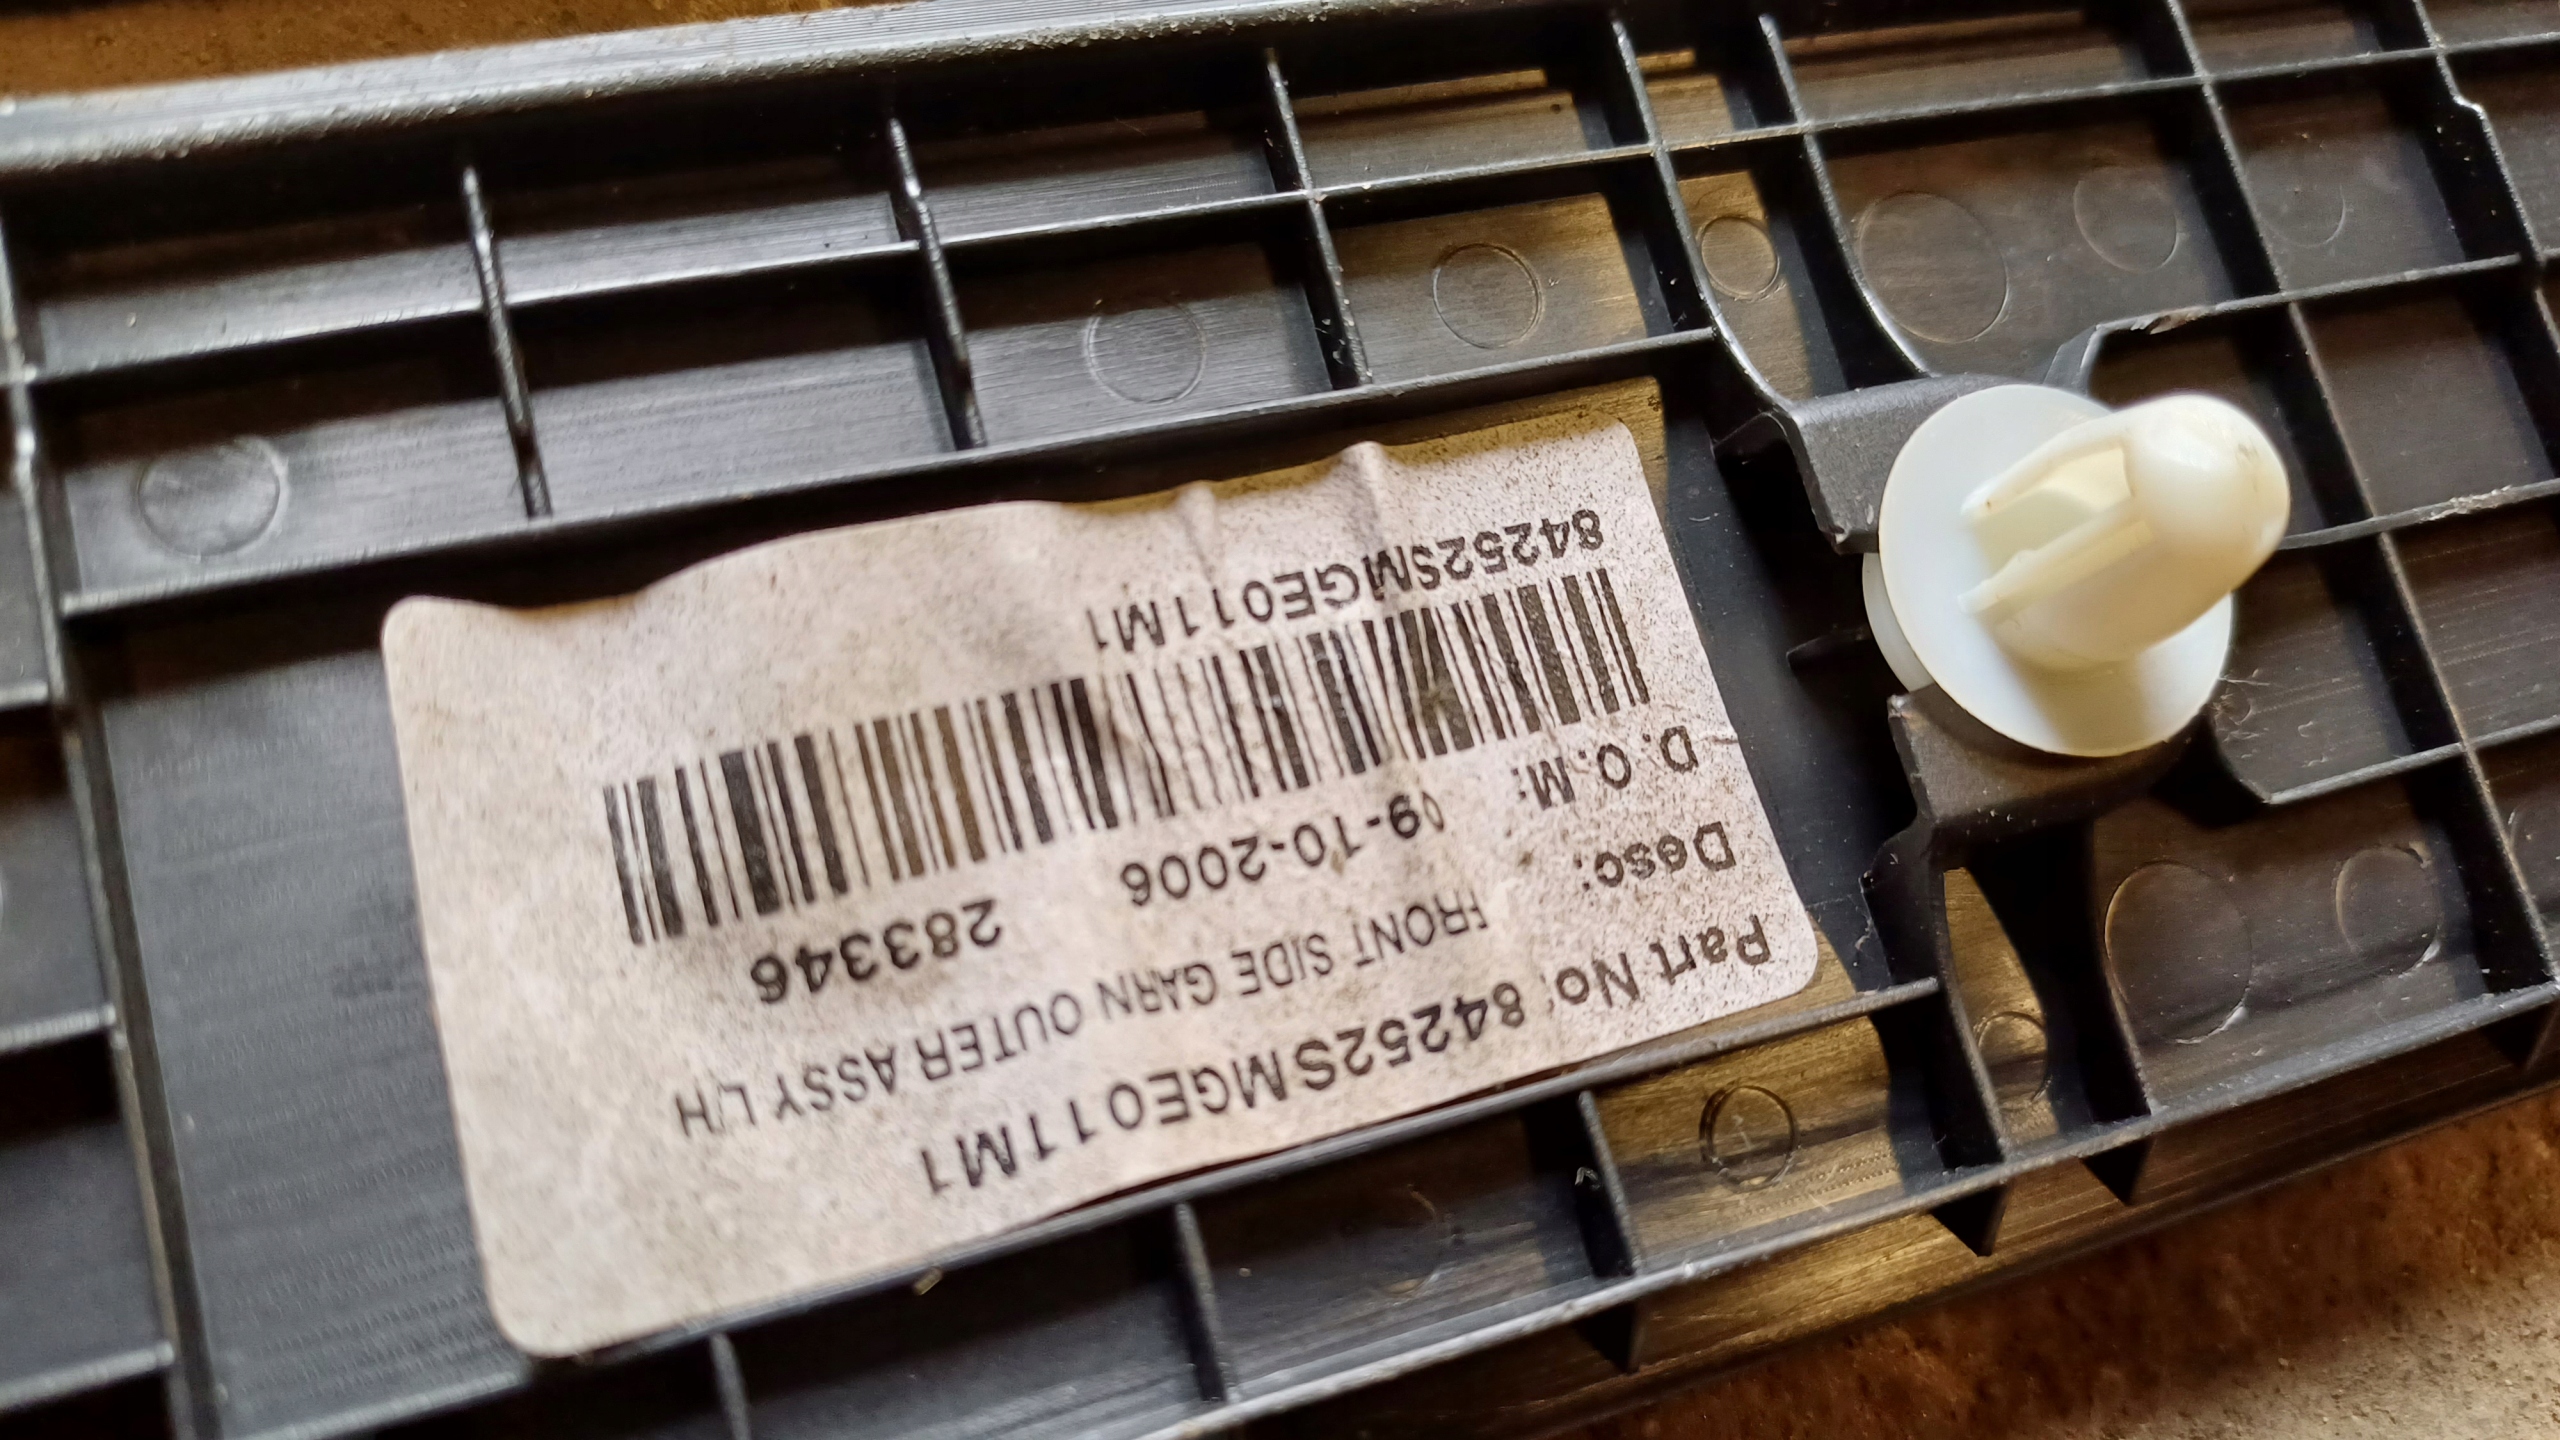 Part No: 84252SMGE011M1
Desc: FRONT SIDE GARN OUTER ASSY L/H
D.O.M: 09-10-2006 283346
84252SMGE011M1